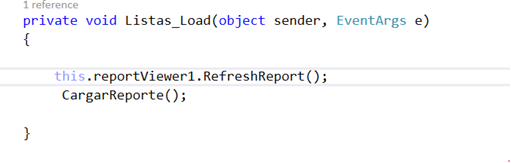 1 reference
private void Listas_Load(object sender, EventArgs e)
{
this.reportViewer1.RefreshReport();
CargarReporte();
}